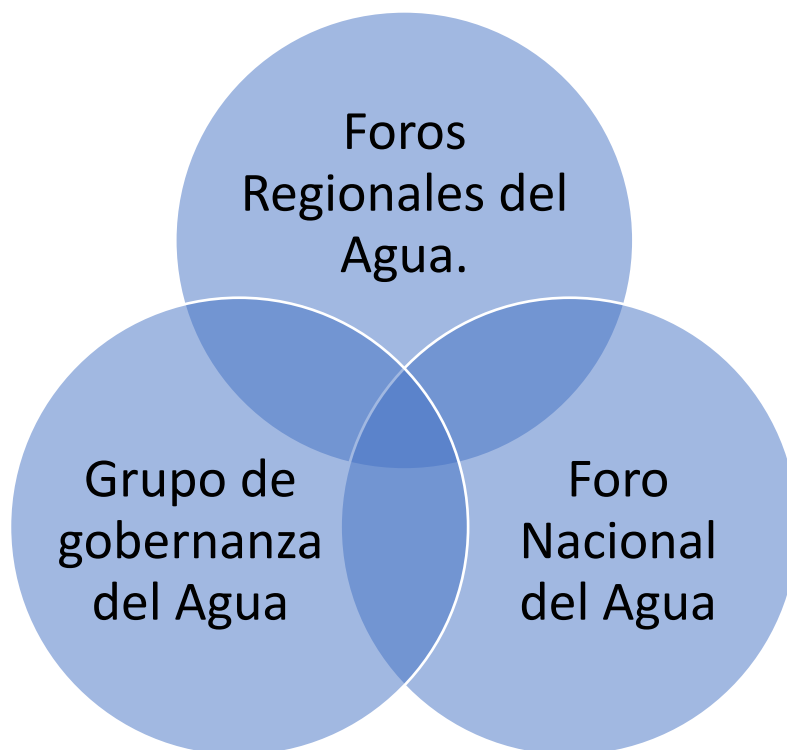 Foros
Regionales del
Agua.
Grupo de
gobernanza
del Agua
Foro
Nacional
del Agua